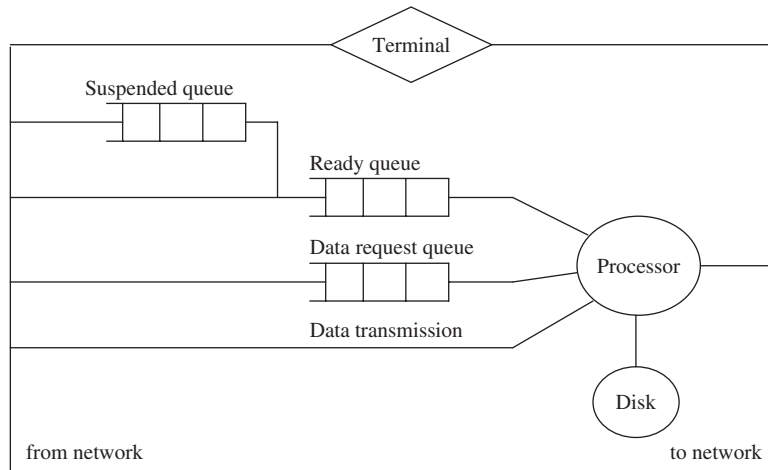 Terminal
Suspended queue
Ready queue
Data request queue
Processor
Data transmission
Disk
from network
to network